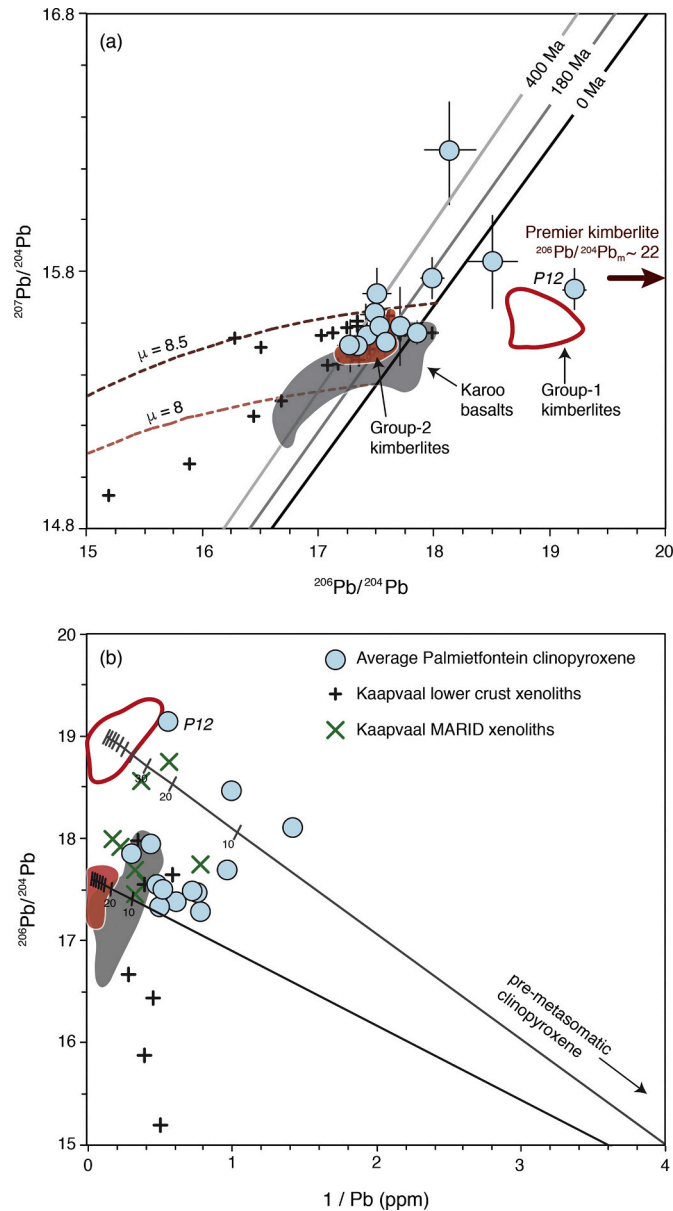 (a)
16.8
15.8
14.8
²⁰⁷Pb/²⁰⁴Pb
400 Ma
180 Ma
0 Ma
Premier kimberlite
²⁰⁶Pb/²⁰⁴Pbₘ~ 22
P12
μ = 8.5
μ = 8
Karoo
basalts
Group-1
kimberlites
Group-2
kimberlites
15
16
17
18
19
20
²⁰⁶Pb/²⁰⁴Pb
(b)
20
19
18
17
16
15
²⁰⁶Pb/²⁰⁴Pb
Average Palmietfontein clinopyroxene
Kaapvaal lower crust xenoliths
Kaapvaal MARID xenoliths
P12
30
20
10
20
10
pre-metasomatic
clinopyroxene
0
1
2
3
4
1 / Pb (ppm)